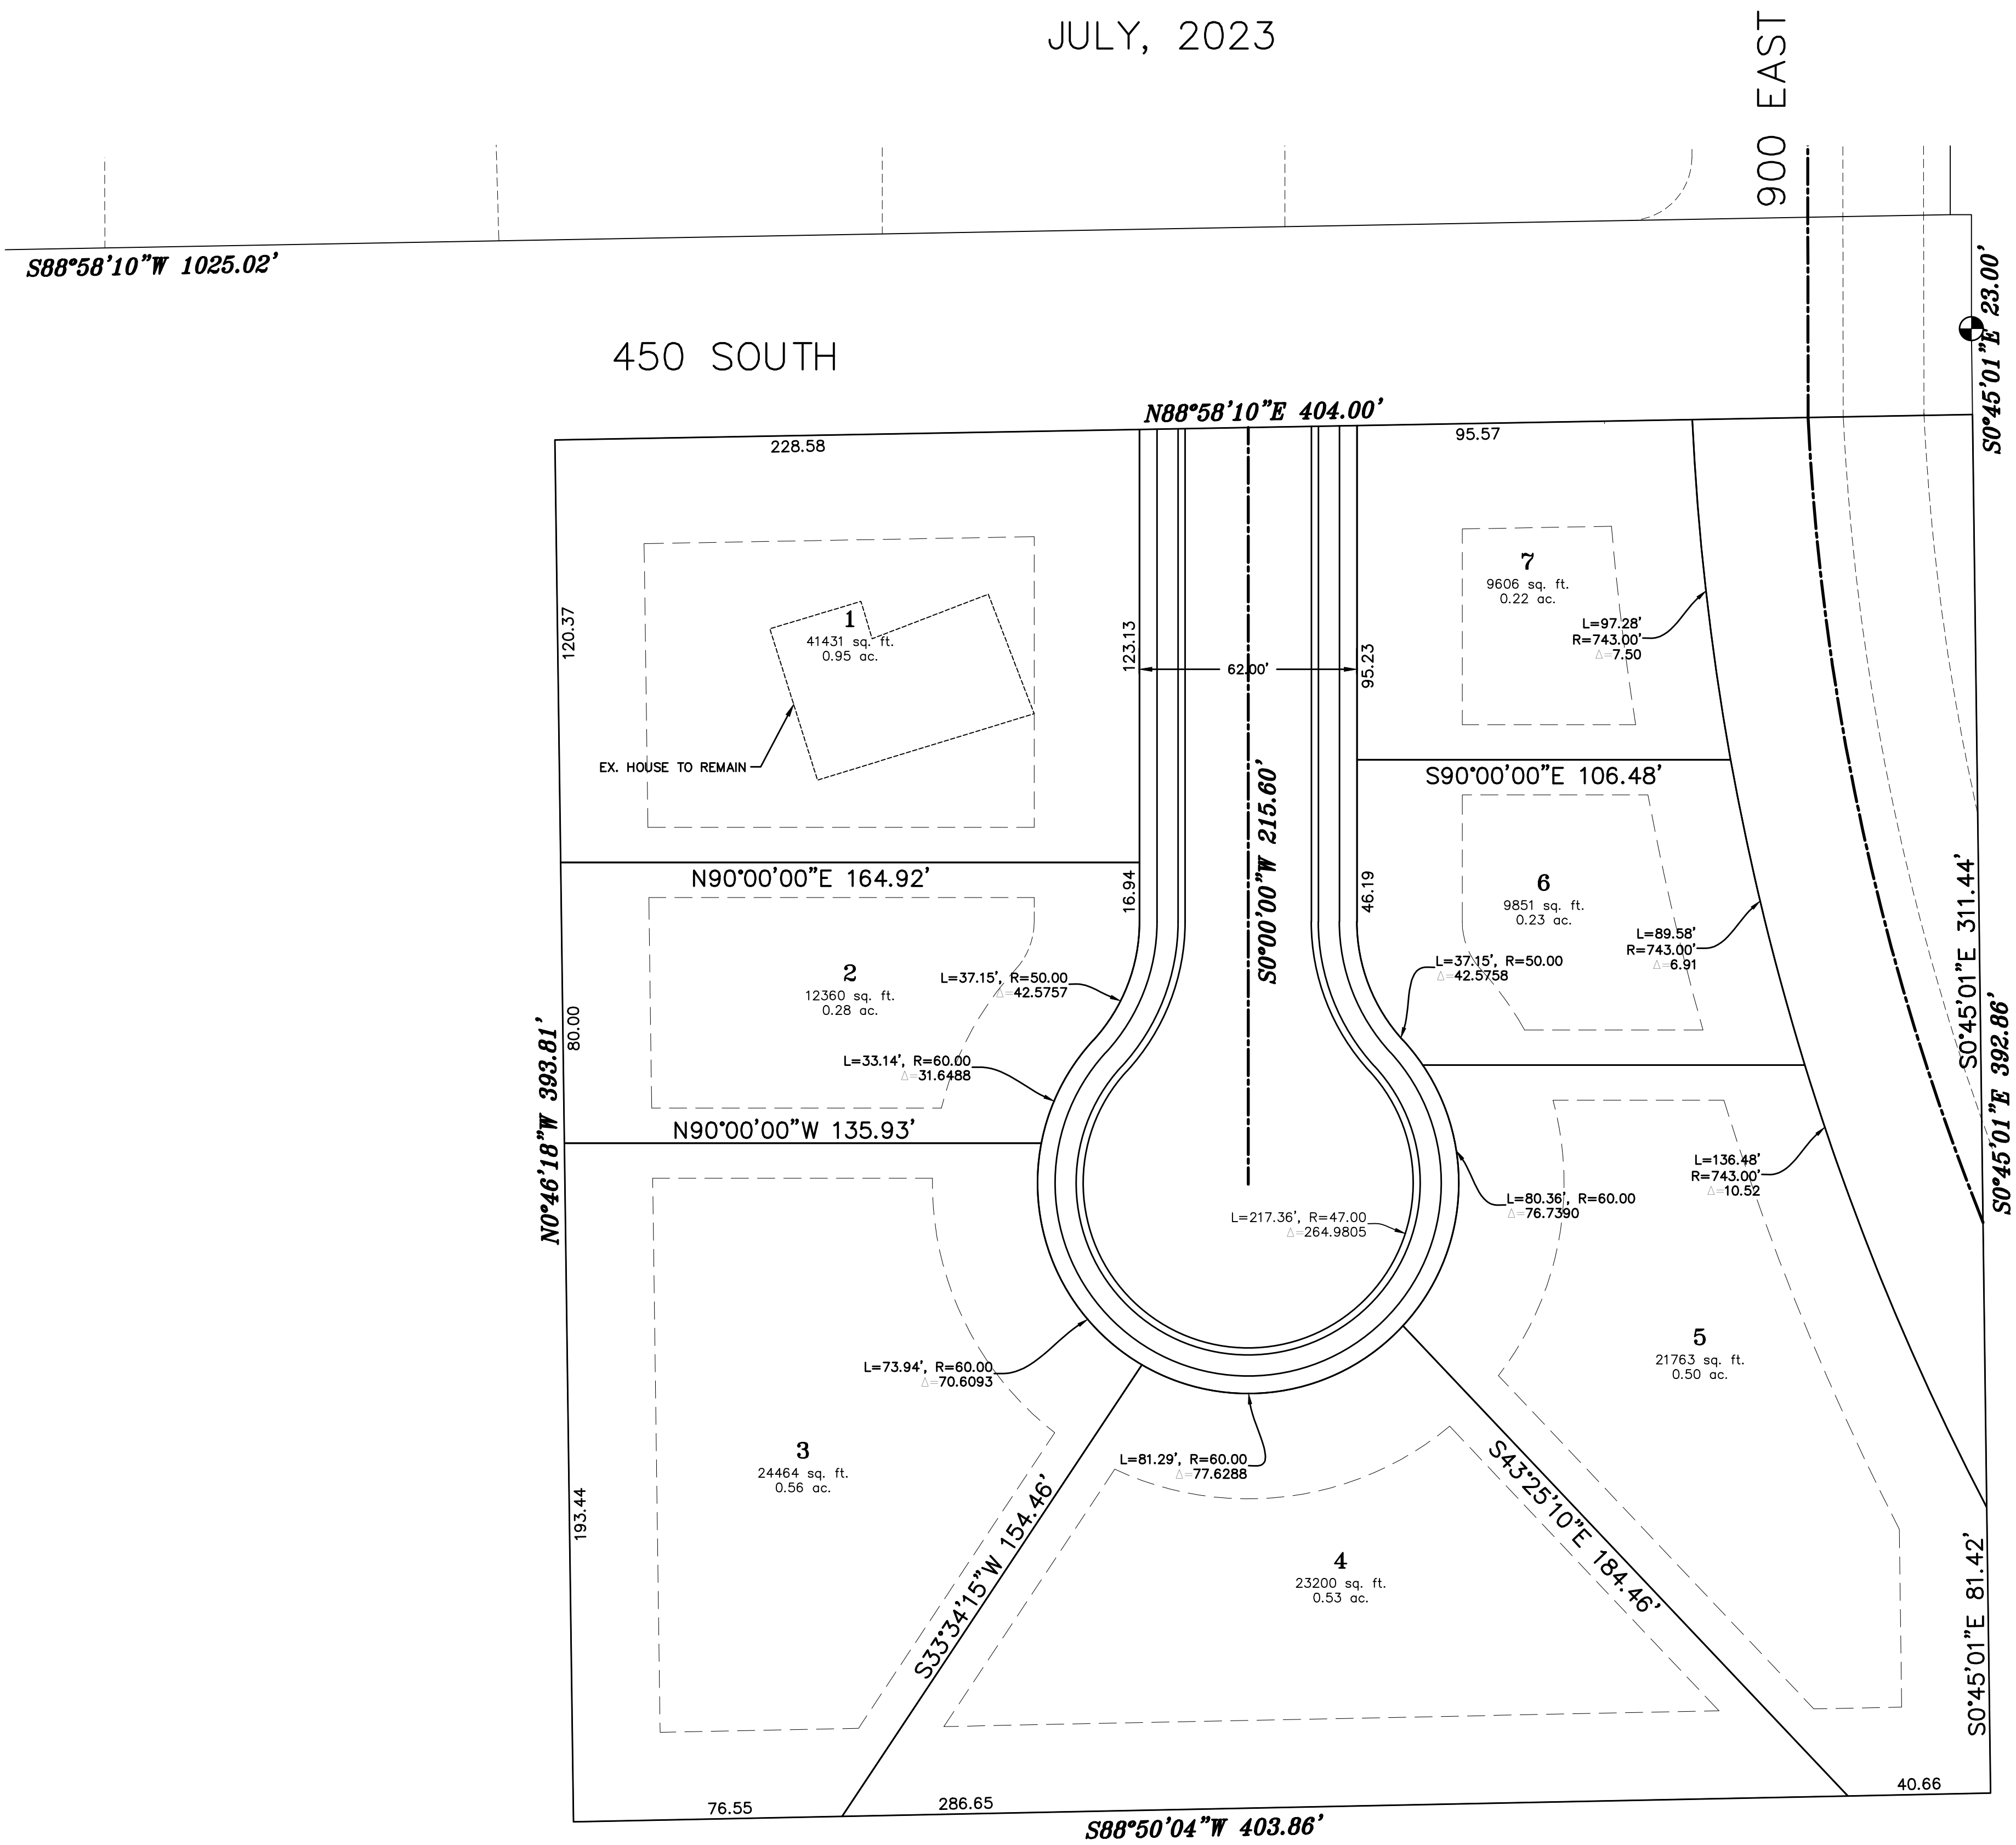 JULY, 2023
900 EAST
S88°58'10"W 1025.02'
S0°45'01"E 23.00'
450 SOUTH
N88°58'10"E 404.00'
228.58
95.57
7
9606 sq. ft.
0.22 ac.
1
41431 sq. ft.
0.95 ac.
120.37
123.13
62.00'
95.23
L=97.28'
R=743.00'
Δ=7.50
EX. HOUSE TO REMAIN
S90°00'00"E 106.48'
S0°00'00"W 215.60'
N90°00'00"E 164.92'
16.94
46.19
6
9851 sq. ft.
0.23 ac.
L=89.58'
R=743.00'
Δ=6.91
S0°45'01"E 311.44'
2
12360 sq. ft.
0.28 ac.
L=37.15', R=50.00
Δ=42.5757
L=37.15', R=50.00
Δ=42.5758
80.00
N0°46'18"W 393.81'
L=33.14', R=60.00
Δ=31.6488
N90°00'00"W 135.93'
S0°45'01"E 392.86'
L=136.48'
R=743.00'
Δ=10.52
L=80.36', R=60.00
Δ=76.7390
L=217.36', R=47.00
Δ=264.9805
5
21763 sq. ft.
0.50 ac.
L=73.94', R=60.00
Δ=70.6093
3
24464 sq. ft.
0.56 ac.
L=81.29', R=60.00
Δ=77.6288
193.44
S33°34'15"W 154.46'
S43°25'10"E 184.46'
4
23200 sq. ft.
0.53 ac.
S0°45'01"E 81.42'
76.55
286.65
40.66
S88°50'04"W 403.86'